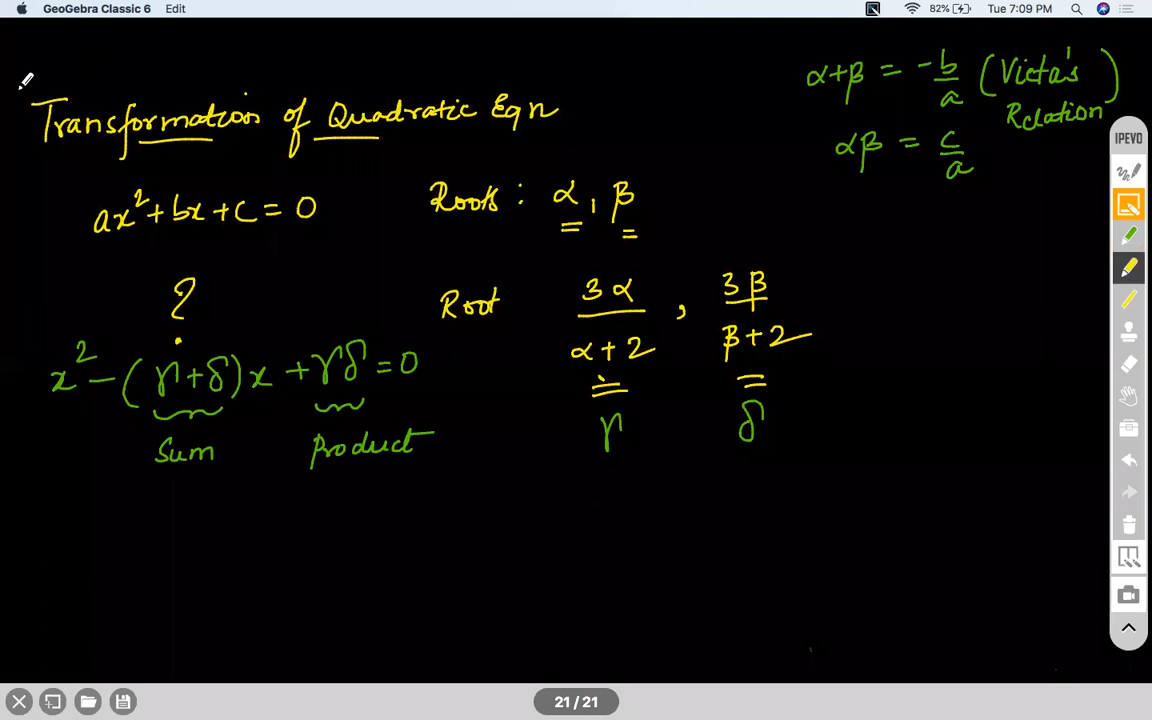 GeoGebra Classic 6 Edit 82% Tue 7:09 PM
α+β = -b/a (Vieta's Relation)
αβ = c/a
Transformation of Quadratic Eqn
ax²+bx+c=0 Roots: α, β
? Root 3α/α+2, 3β/β+2
x² - (γ+δ)x + γδ = 0
γ δ
Sum Product
IPEVO
21 / 21